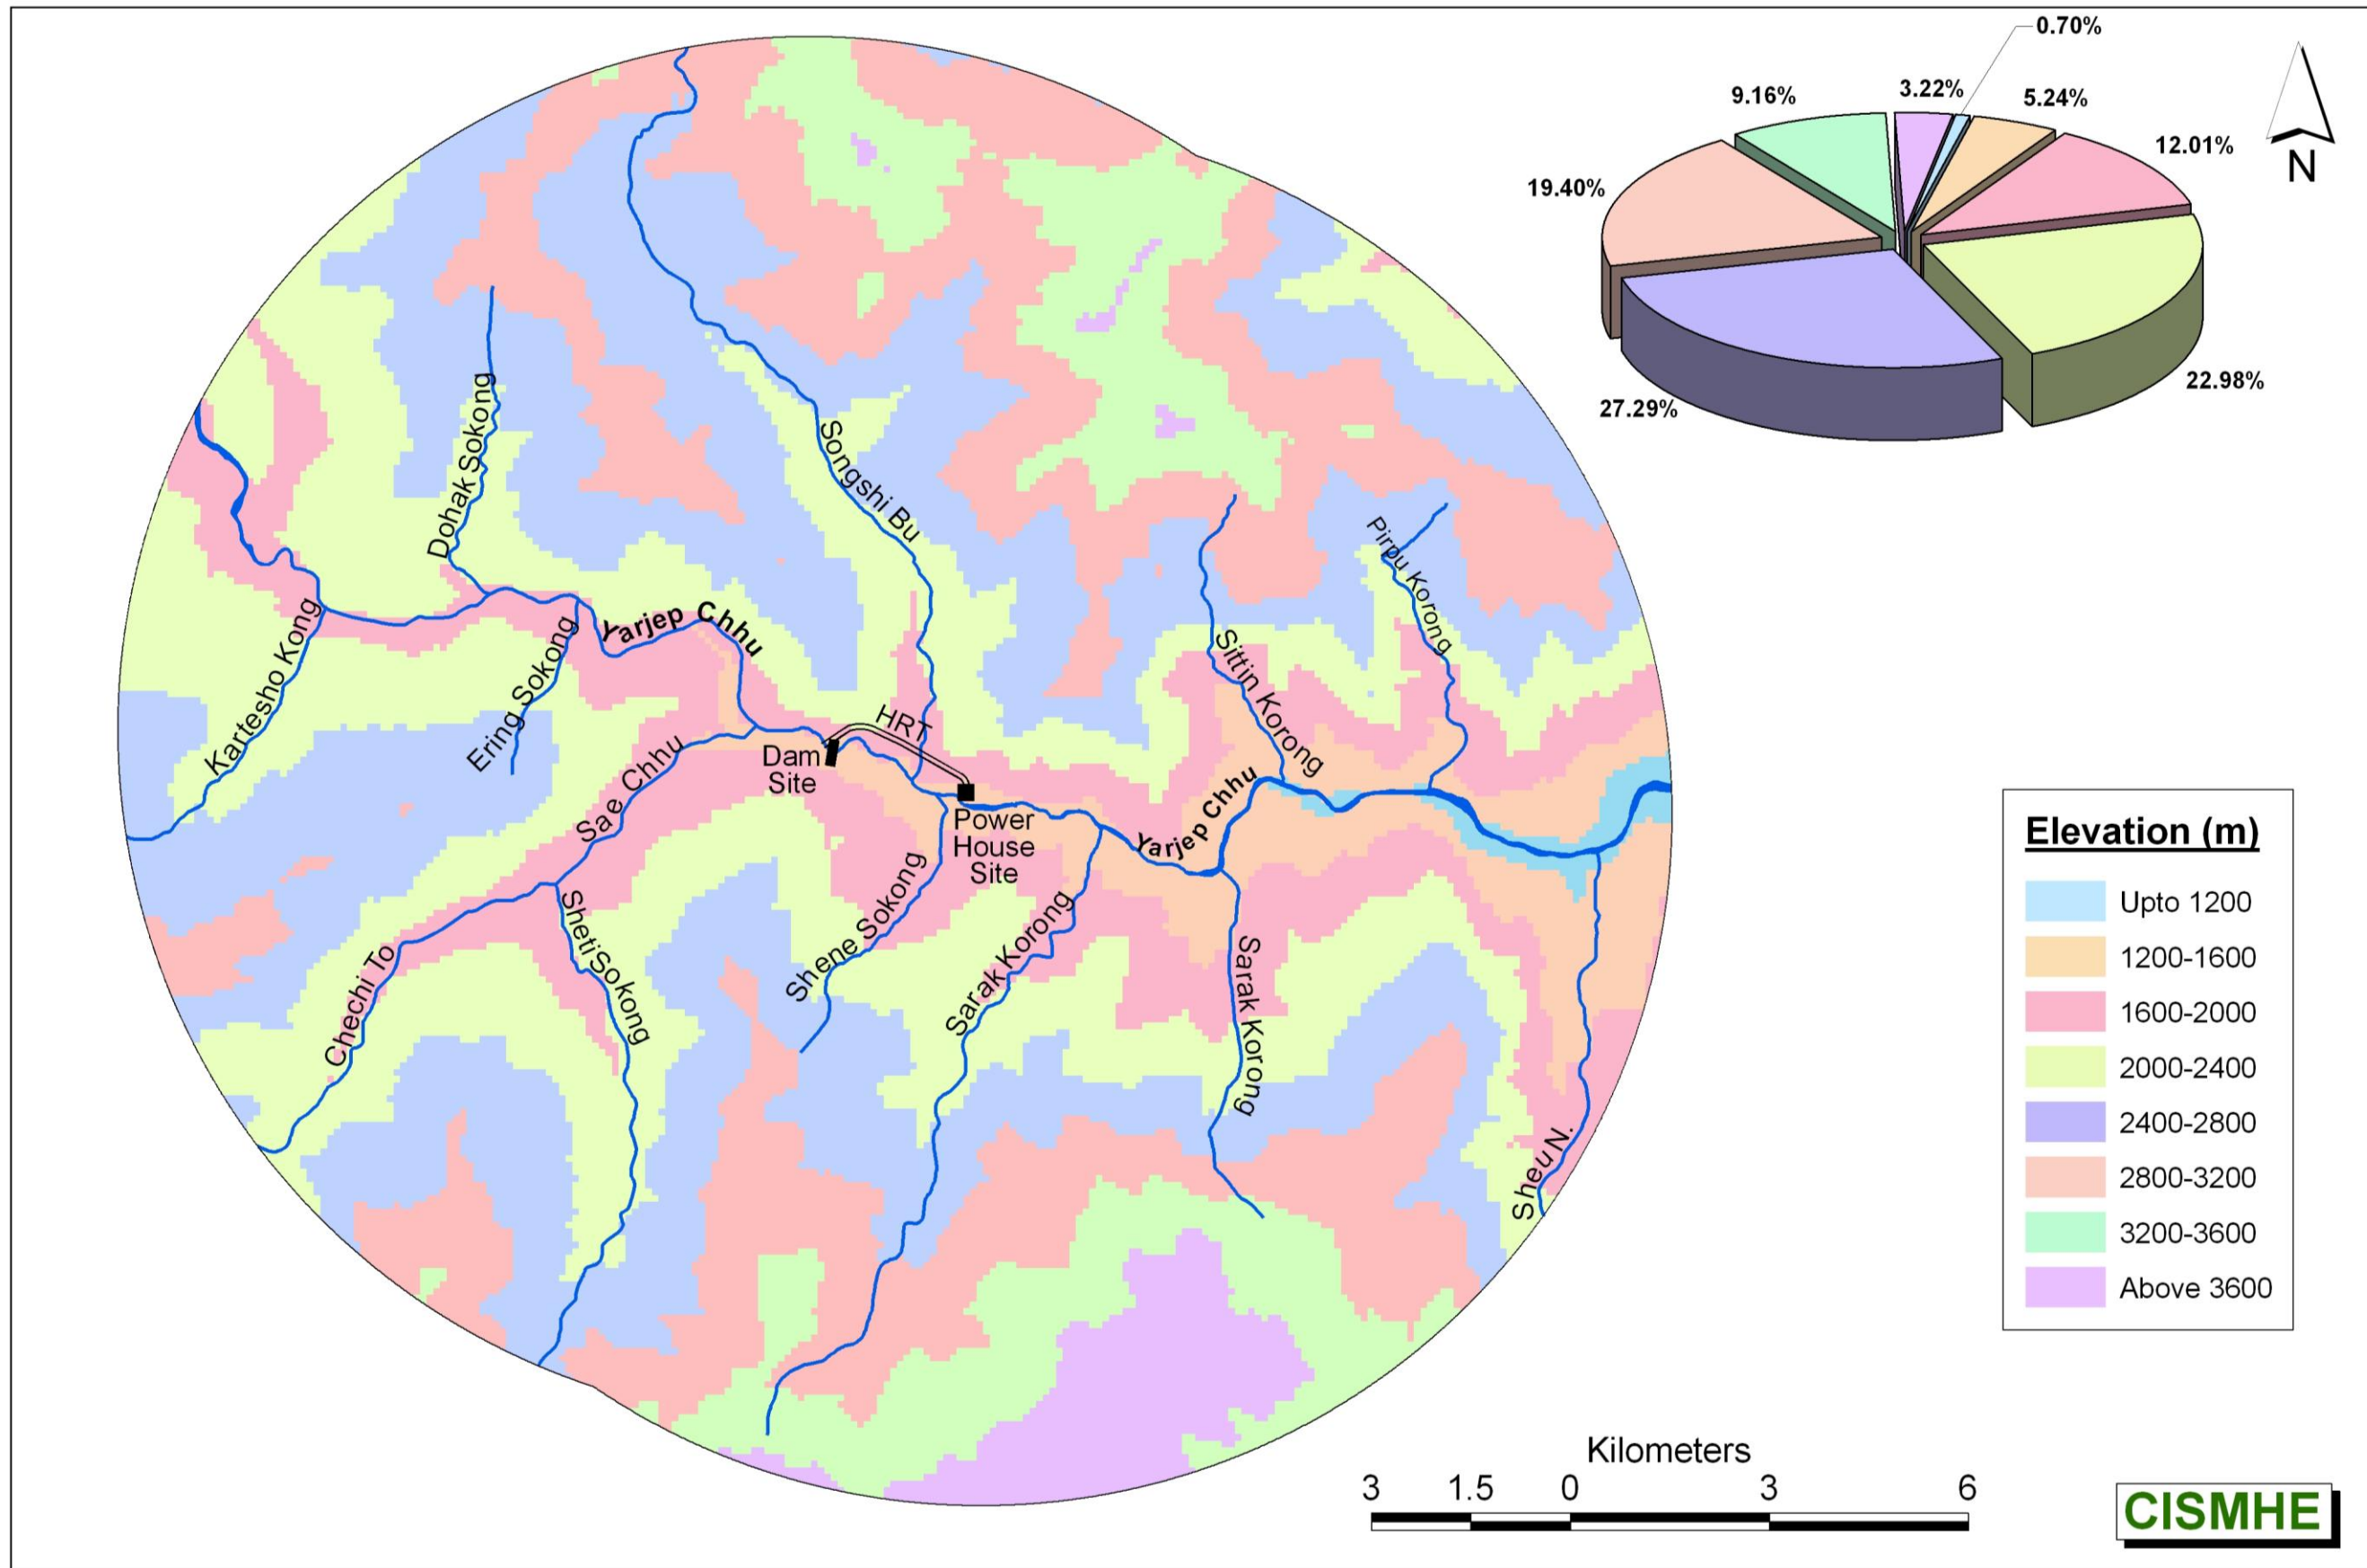 0.70%
3.22%
9.16%
5.24%
12.01%
19.40%
N
22.98%
27.29%
Dohak Sokong
Songshi Bu
Pirpu Korong
Kartesho Kong
Ering Sokong
Yarjep Chhu
Sittin Korong
HRT
Dam
Site
Sae Chhu
Yarjep Chhu
Power
House
Site
Sheti Sokong
Shene Sokong
Sarak Korong
Sarak Korong
Chechi To
Sheu N.
Elevation (m)
Upto 1200
1200-1600
1600-2000
2000-2400
2400-2800
2800-3200
3200-3600
Above 3600
Kilometers
3 1.5 0 3 6
CISMHE